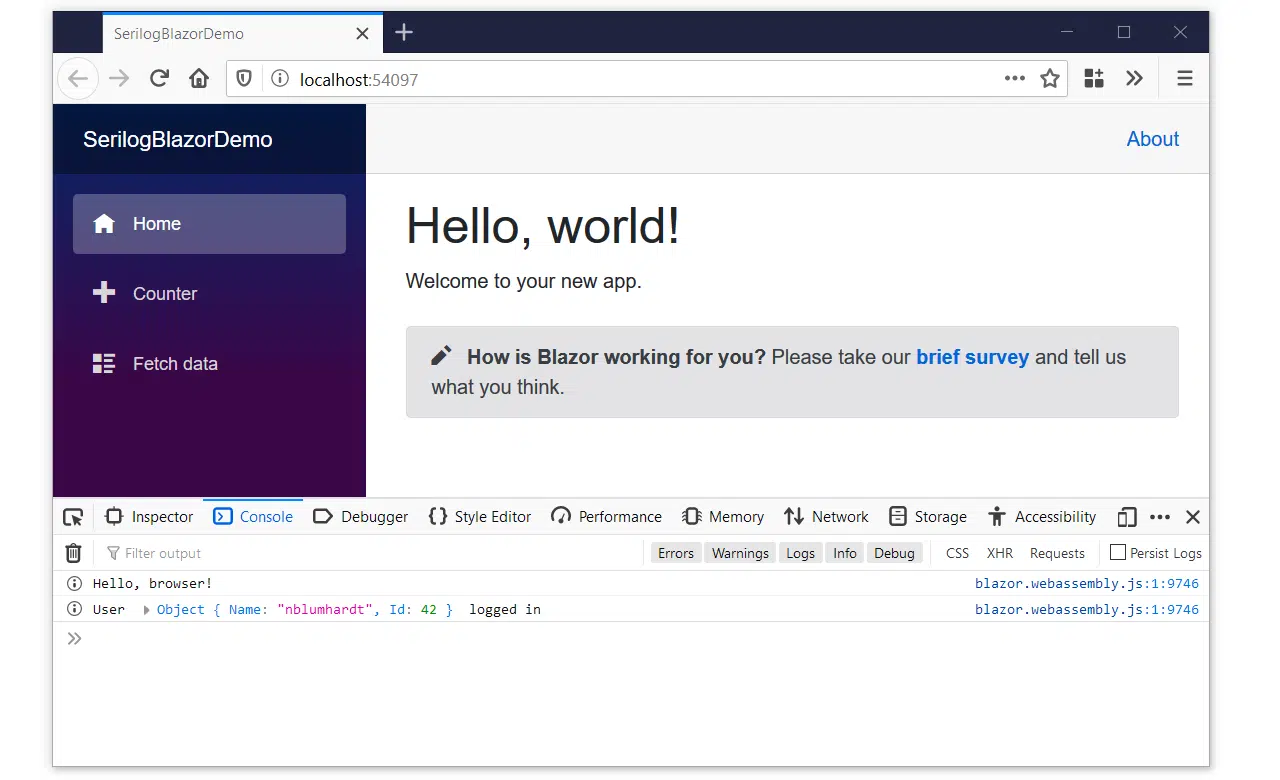 SerilogBlazorDemo
localhost:54097
SerilogBlazorDemo
About
Home
Counter
Fetch data
Hello, world!
Welcome to your new app.
How is Blazor working for you? Please take our brief survey and tell us
what you think.
Inspector Console Debugger {} Style Editor Performance Memory Network Storage Accessibility
Filter output Errors Warnings Logs Info Debug CSS XHR Requests Persist Logs
Hello, browser! blazor.webassembly.js:1:9746
User Object { Name: "nblumhardt", Id: 42 } logged in blazor.webassembly.js:1:9746